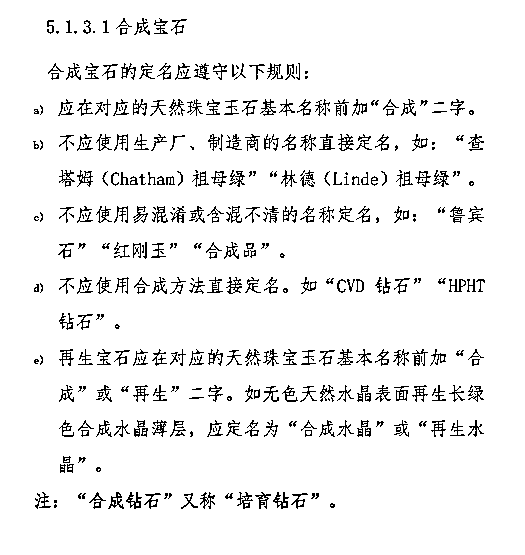 5.1.3.1 合成宝石
合成宝石的定名应遵守以下规则：
a) 应在对应的天然珠宝玉石基本名称前加“合成”二字。
b) 不应使用生产厂、制造商的名称直接定名，如：“查
塔姆（Chatham）祖母绿”“林德（Linde）祖母绿”。
c) 不应使用易混淆或含混不清的名称定名，如：“鲁宾
石”“红刚玉”“合成品”。
d) 不应使用合成方法直接定名。如“CVD 钻石”“HPHT
钻石”。
e) 再生宝石应在对应的天然珠宝玉石基本名称前加“合
成”或“再生”二字。如无色天然水晶表面再生长绿
色合成水晶薄层，应定名为“合成水晶”或“再生水
晶”。
注：“合成钻石”又称“培育钻石”。